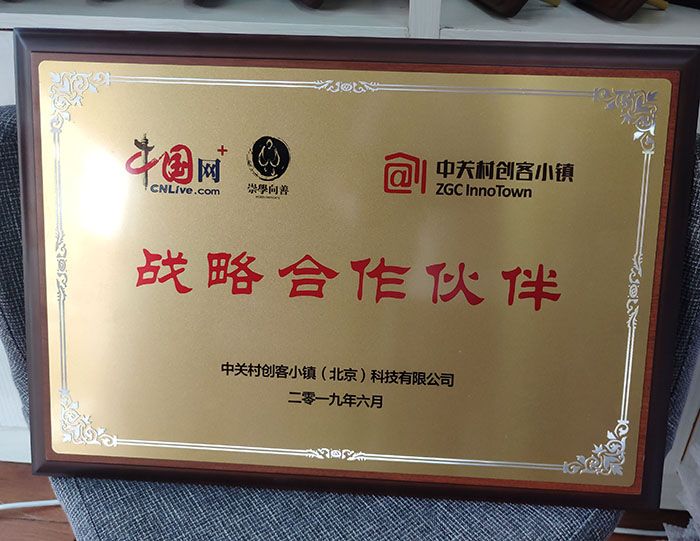 中国网+
CNLive.com
崇學向善
中关村创客小镇
ZGC InnoTown
战略合作伙伴
中关村创客小镇（北京）科技有限公司
二零一九年六月